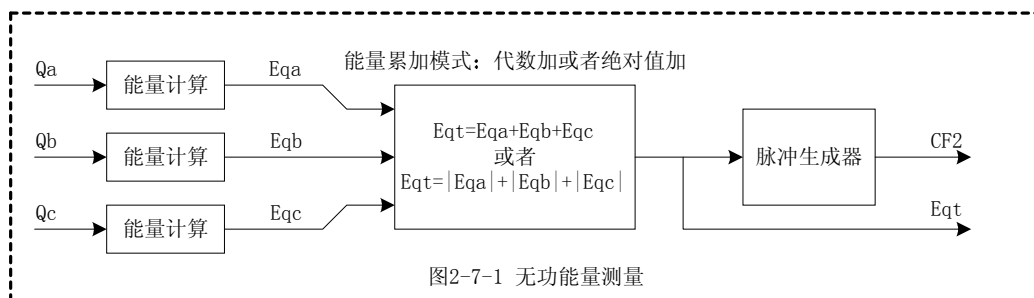 能量累加模式：代数加或者绝对值加
Qa
能量计算
Eqa
Qb
能量计算
Eqb
Qc
能量计算
Eqc
Eqt=Eqa+Eqb+Eqc
或者
Eqt=|Eqa|+|Eqb|+|Eqc|
脉冲生成器
CF2
Eqt
图2-7-1 无功能量测量